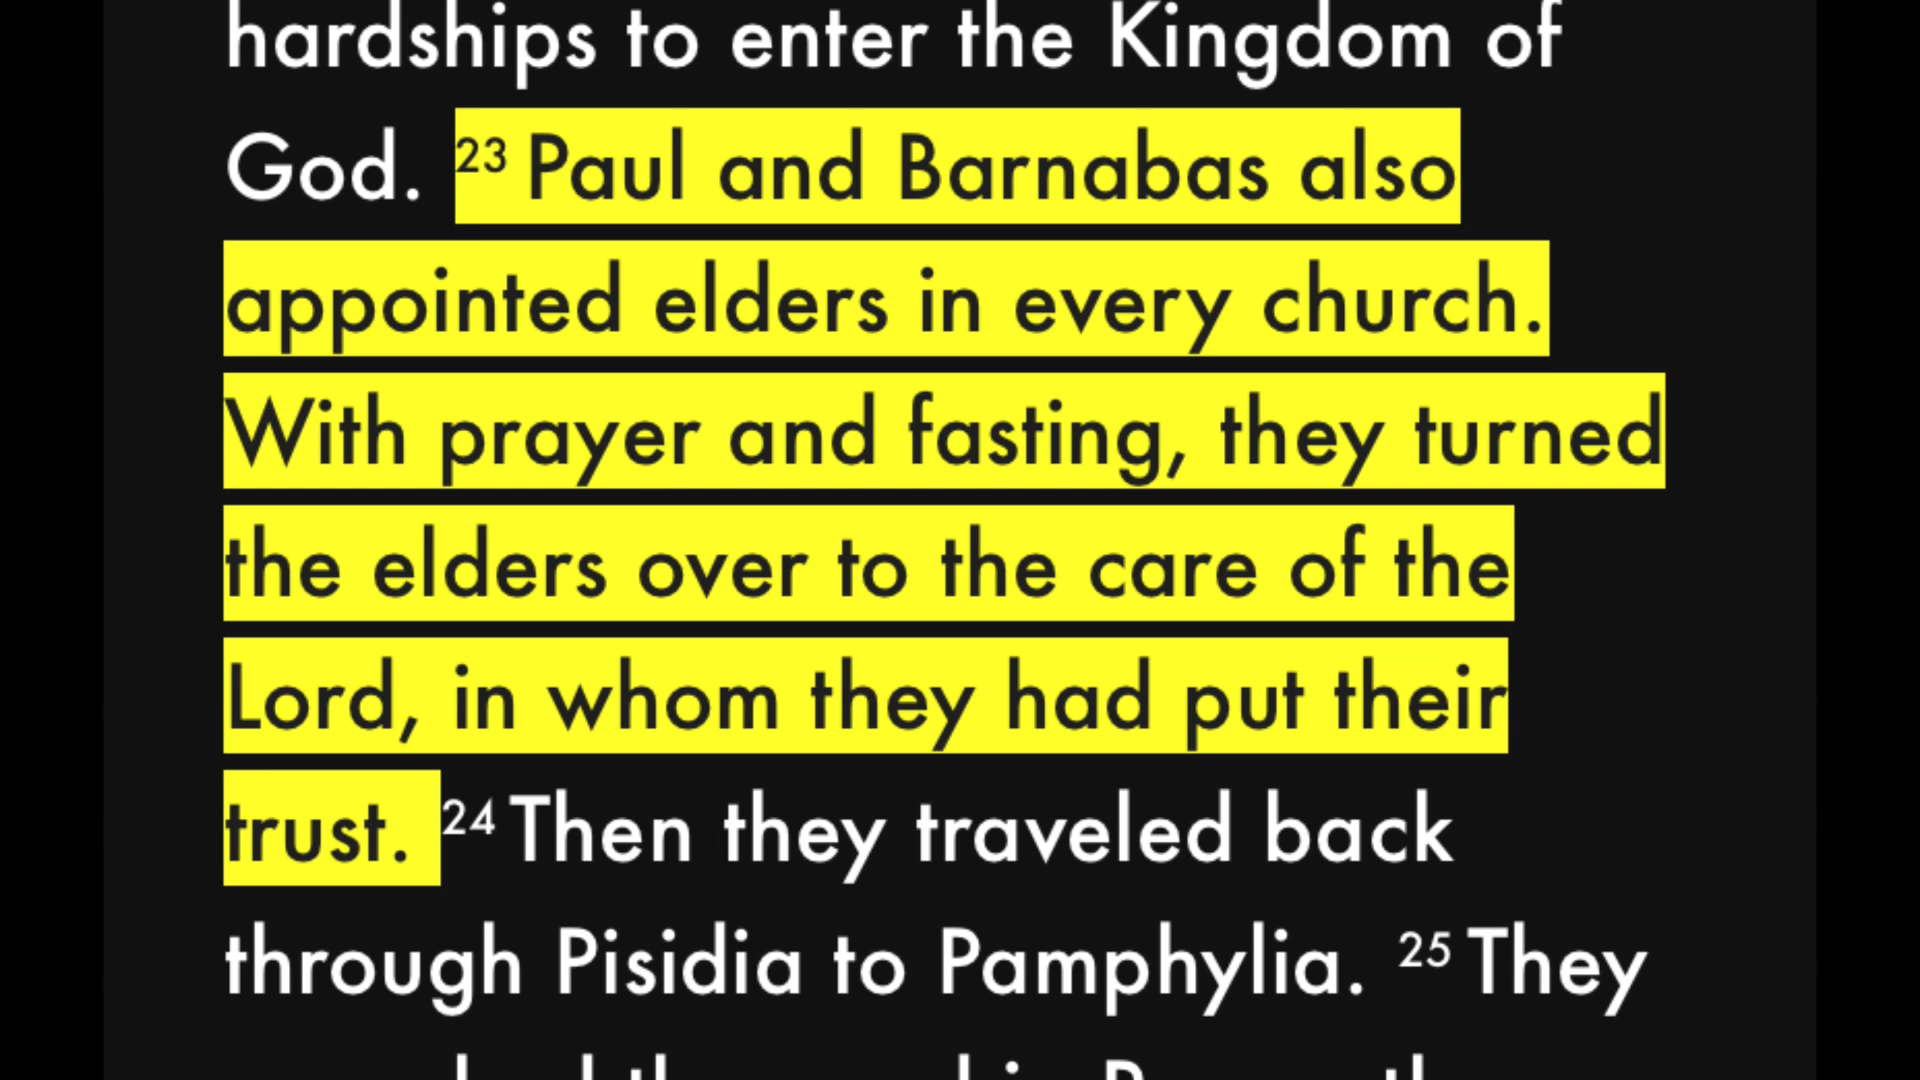 hardships to enter the Kingdom of
God. 23 Paul and Barnabas also
appointed elders in every church.
With prayer and fasting, they turned
the elders over to the care of the
Lord, in whom they had put their
trust. 24 Then they traveled back
through Pisidia to Pamphylia. 25 They